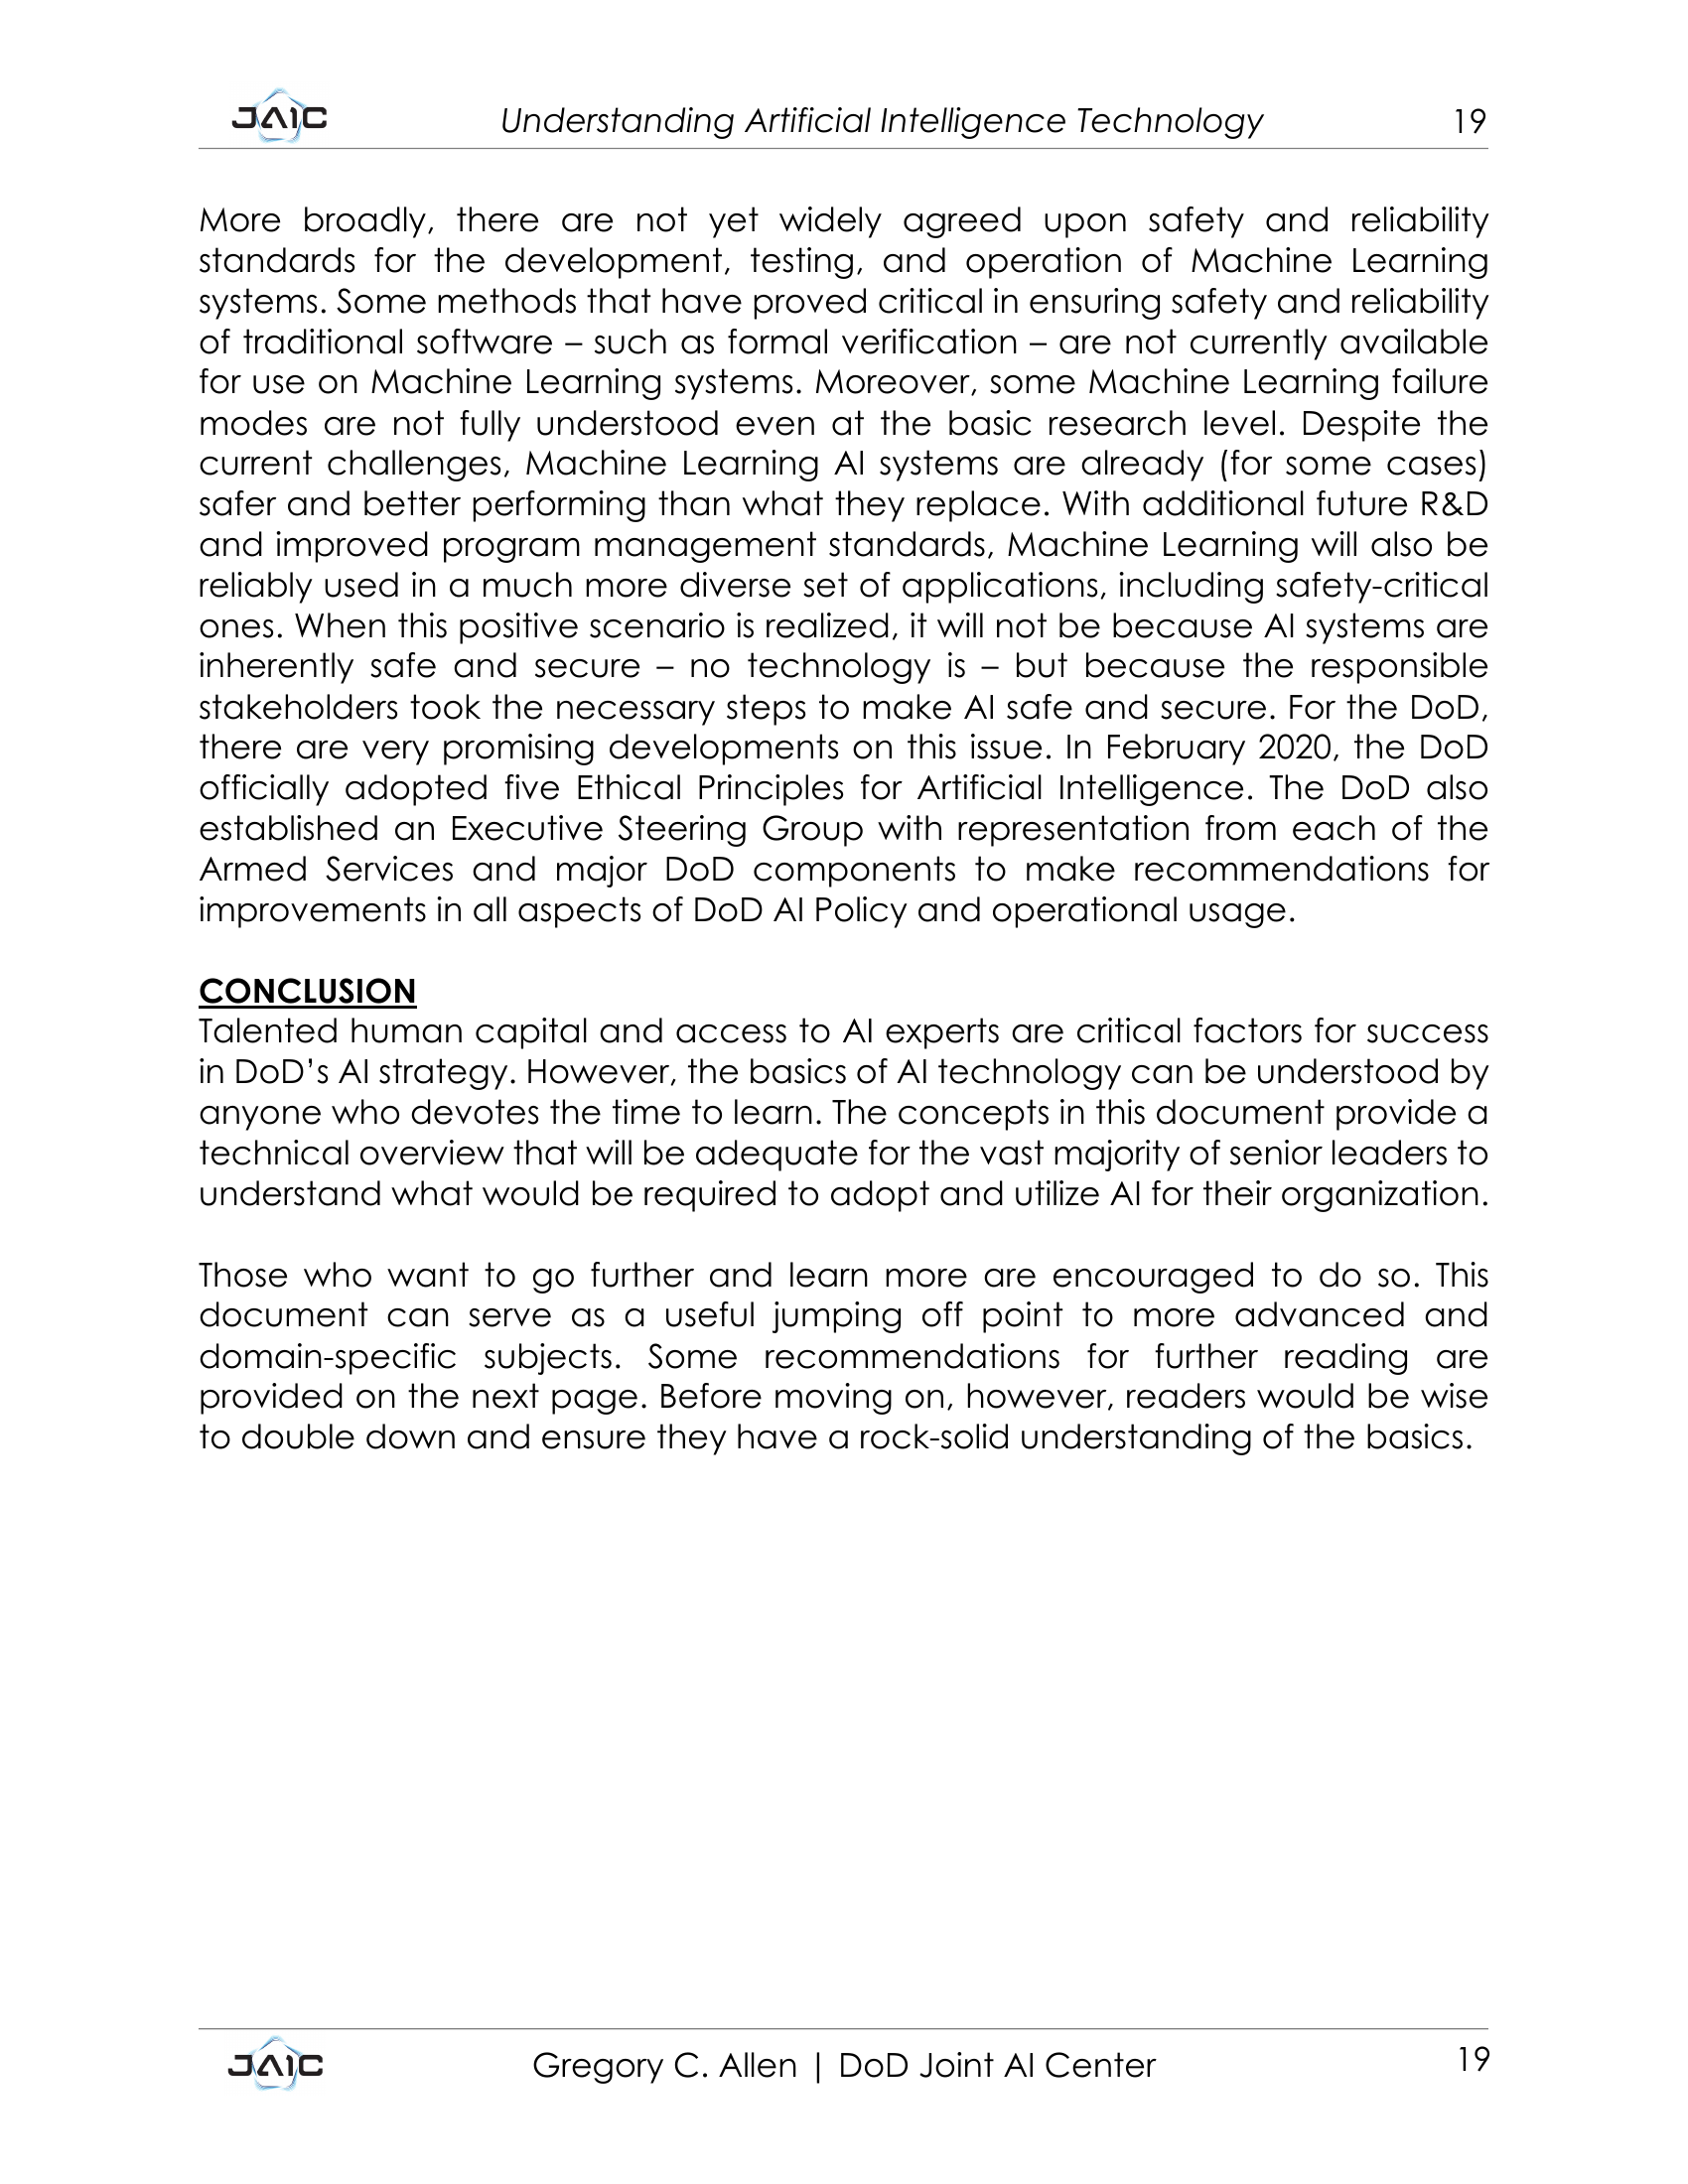 JAIC
Understanding Artificial Intelligence Technology
19
More broadly, there are not yet widely agreed upon safety and reliability
standards for the development, testing, and operation of Machine Learning
systems. Some methods that have proved critical in ensuring safety and reliability
of traditional software – such as formal verification – are not currently available
for use on Machine Learning systems. Moreover, some Machine Learning failure
modes are not fully understood even at the basic research level. Despite the
current challenges, Machine Learning AI systems are already (for some cases)
safer and better performing than what they replace. With additional future R&D
and improved program management standards, Machine Learning will also be
reliably used in a much more diverse set of applications, including safety-critical
ones. When this positive scenario is realized, it will not be because AI systems are
inherently safe and secure – no technology is – but because the responsible
stakeholders took the necessary steps to make AI safe and secure. For the DoD,
there are very promising developments on this issue. In February 2020, the DoD
officially adopted five Ethical Principles for Artificial Intelligence. The DoD also
established an Executive Steering Group with representation from each of the
Armed Services and major DoD components to make recommendations for
improvements in all aspects of DoD AI Policy and operational usage.
CONCLUSION
Talented human capital and access to AI experts are critical factors for success
in DoD’s AI strategy. However, the basics of AI technology can be understood by
anyone who devotes the time to learn. The concepts in this document provide a
technical overview that will be adequate for the vast majority of senior leaders to
understand what would be required to adopt and utilize AI for their organization.
Those who want to go further and learn more are encouraged to do so. This
document can serve as a useful jumping off point to more advanced and
domain-specific subjects. Some recommendations for further reading are
provided on the next page. Before moving on, however, readers would be wise
to double down and ensure they have a rock-solid understanding of the basics.
JAIC
Gregory C. Allen | DoD Joint AI Center
19